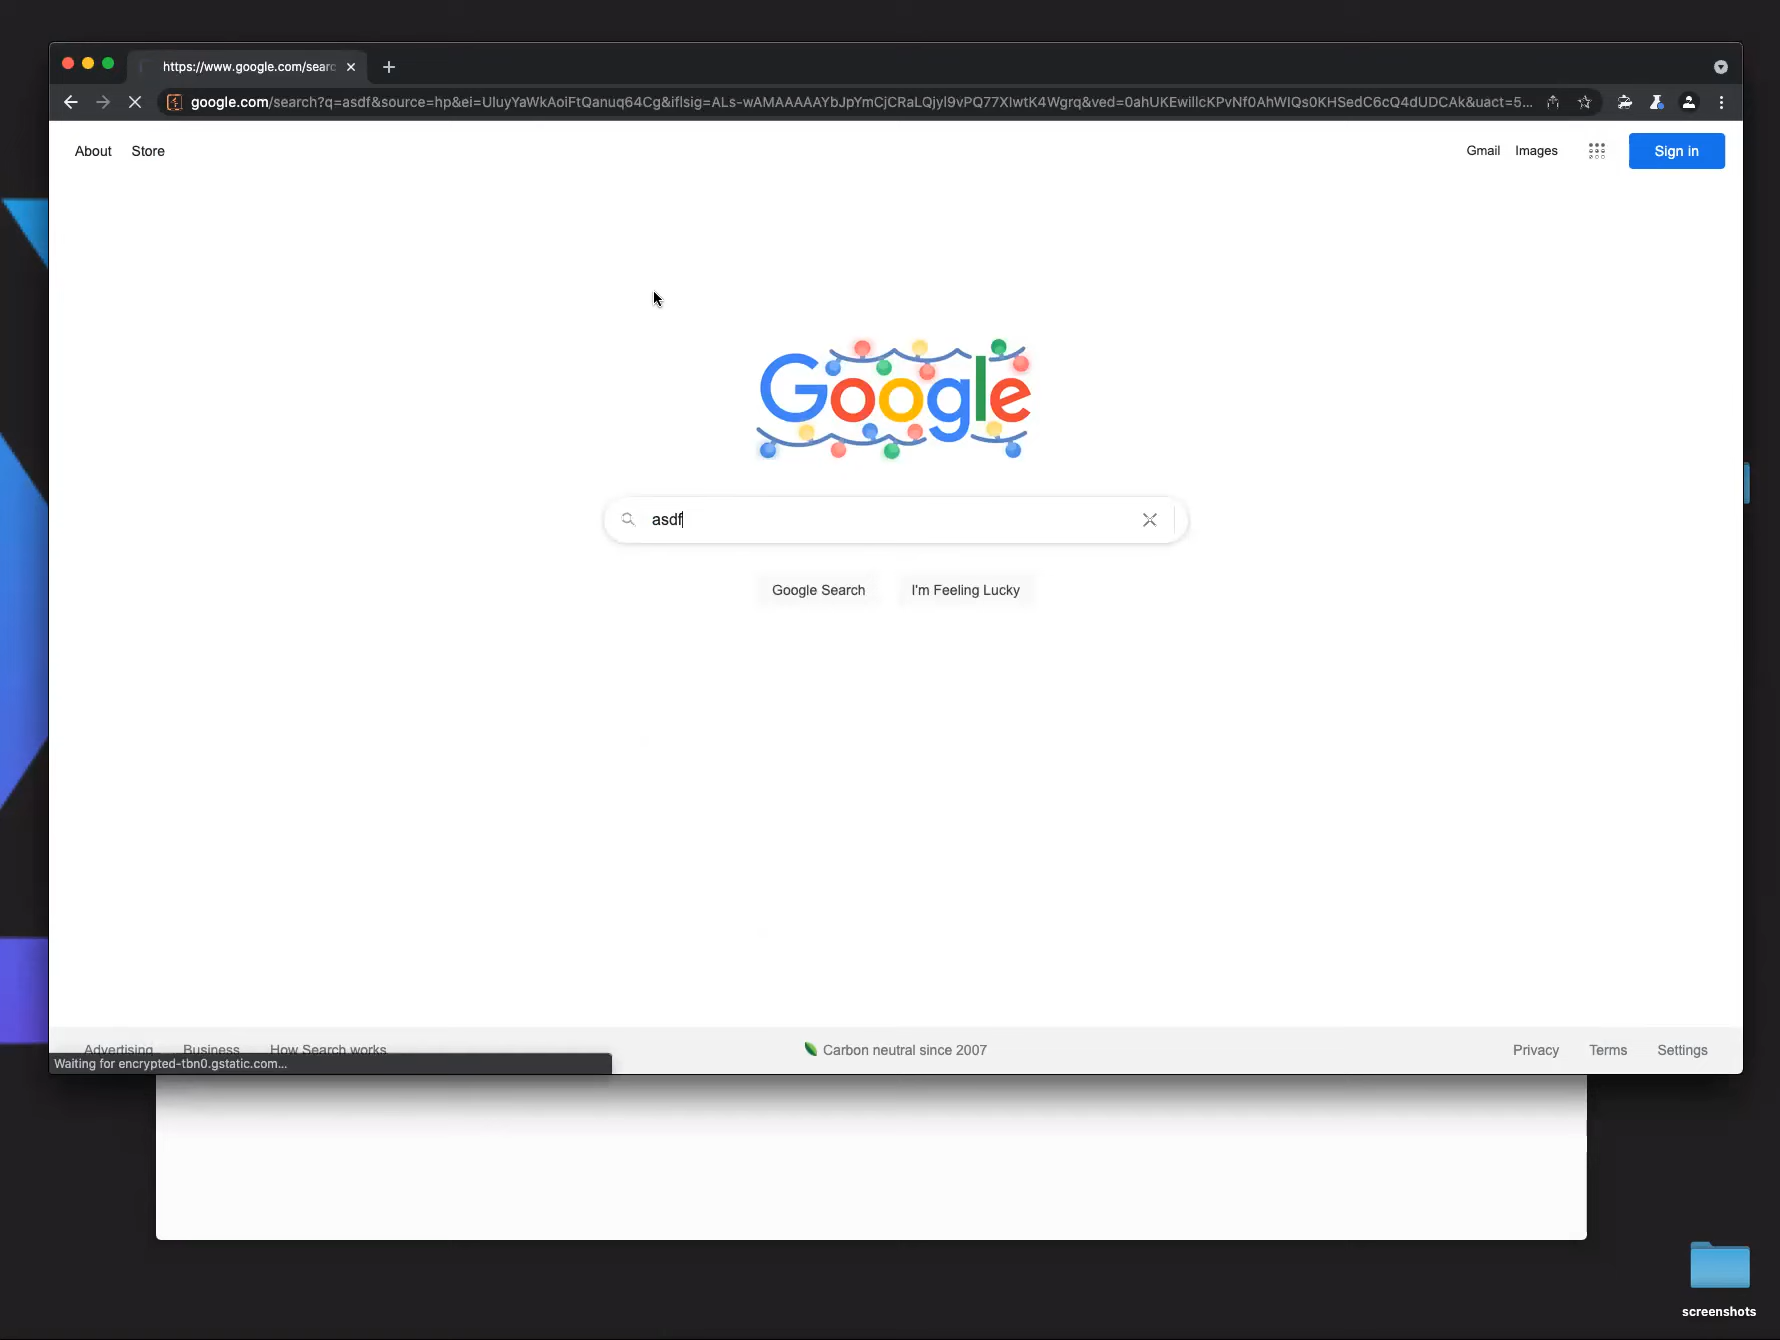 https://www.google.com/searc
google.com/search?q=asdf&source=hp&ei=UluyYaWkAoiFtQanuq64Cg&iflsig=ALs-wAMAAAAAYbJpYmCjCRaLQjyl9vPQ77XlwtK4Wgrq&ved=0ahUKEwillcKPvNf0AhWIQs0KHSedC6cQ4dUDCAk&uact=5...
About Store
Gmail Images Sign in
Google
asdf
Google Search I'm Feeling Lucky
Advertising Business How Search works
Carbon neutral since 2007
Privacy Terms Settings
Waiting for encrypted-tbn0.gstatic.com...
screenshots